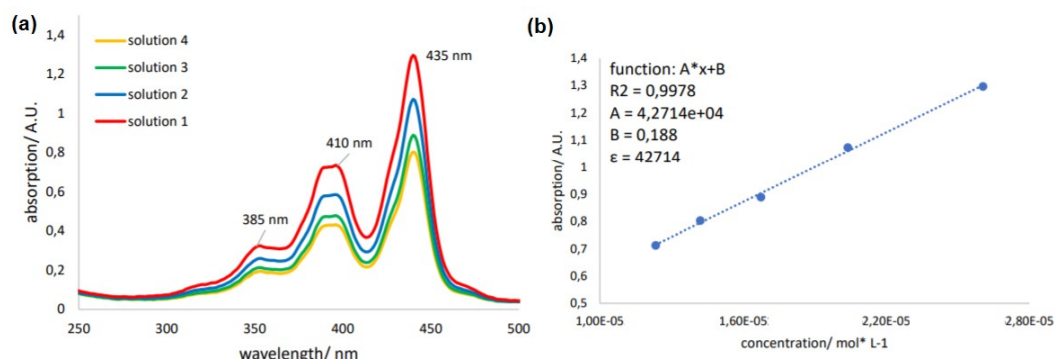 (a)
absorption/ A.U.
1,4
1,2
1
0,8
0,6
0,4
0,2
0
solution 4
solution 3
solution 2
solution 1
385 nm
410 nm
435 nm
250
300
350
400
450
500
wavelength/ nm
(b)
absorption/ A.U.
1,4
1,3
1,2
1,1
1
0,9
0,8
0,7
0,6
0,5
function: A*x+B
R2 = 0,9978
A = 4,2714e+04
B = 0,188
ε = 42714
1,00E-05
1,60E-05
2,20E-05
2,80E-05
concentration/ mol* L-1